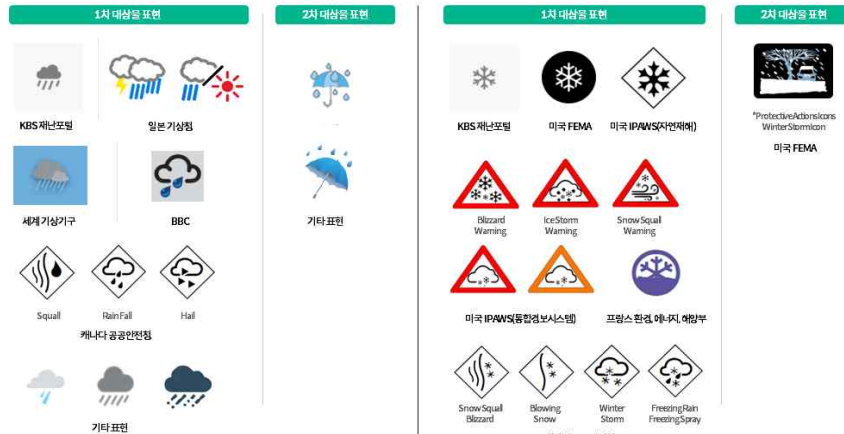 1차 대상물 표현
2차 대상물 표현
KBS 재난포털
일본 기상청
세계 기상기구
BBC
기타 표현
Squall
Rain Fall
Hail
캐나다 공공안전청
기타 표현
1차 대상물 표현
2차 대상물 표현
KBS 재난포털
미국 FEMA
미국 IPAWS(자연재해)
*ProtectiveActionsIcons
WinterStormIcon
미국 FEMA
Blizzard
Warning
Ice Storm
Warning
Snow Squall
Warning
미국 IPAWS(통합경보시스템)
프랑스 환경, 에너지, 해양부
Snow Squall
Blizzard
Blowing
Snow
Winter
Storm
Freezing Rain
Freezing Spray